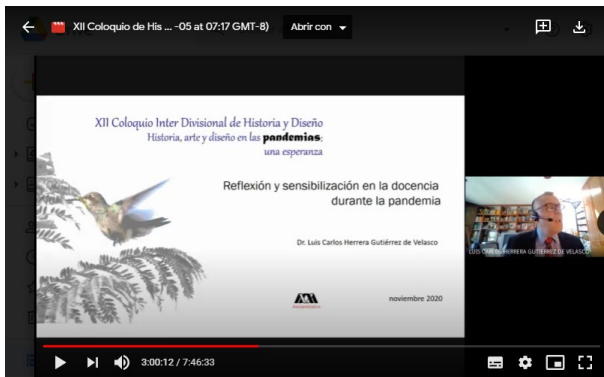 XII Coloquio de His ... -05 at 07:17 GMT-8)
Abrir con
XII Coloquio Inter Divisional de Historia y Diseño
Historia, arte y diseño en las pandemias;
una esperanza
Reflexión y sensibilización en la docencia
durante la pandemia
Dr. Luis Carlos Herrera Gutiérrez de Velasco
LUIS CARLOS HERRERA GUTIERREZ DE VELASCO
noviembre 2020
3:00:12 / 7:46:33